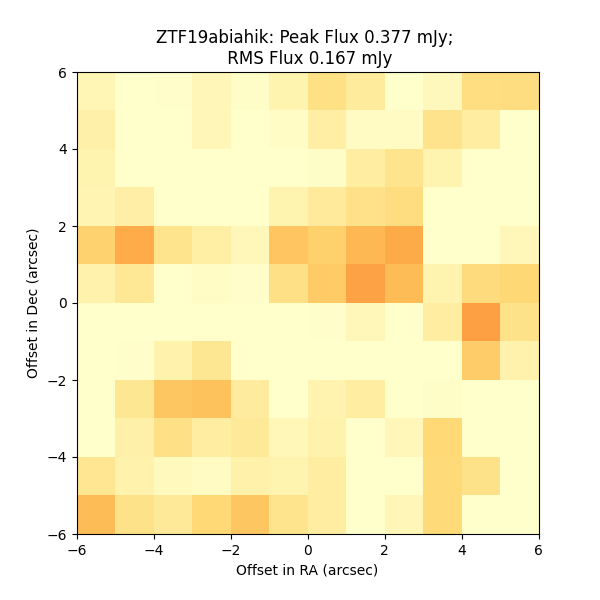 ZTF19abiahik: Peak Flux 0.377 mJy;
RMS Flux 0.167 mJy
6
4
2
0
−2
−4
−6
Offset in Dec (arcsec)
−6 −4 −2 0 2 4 6
Offset in RA (arcsec)